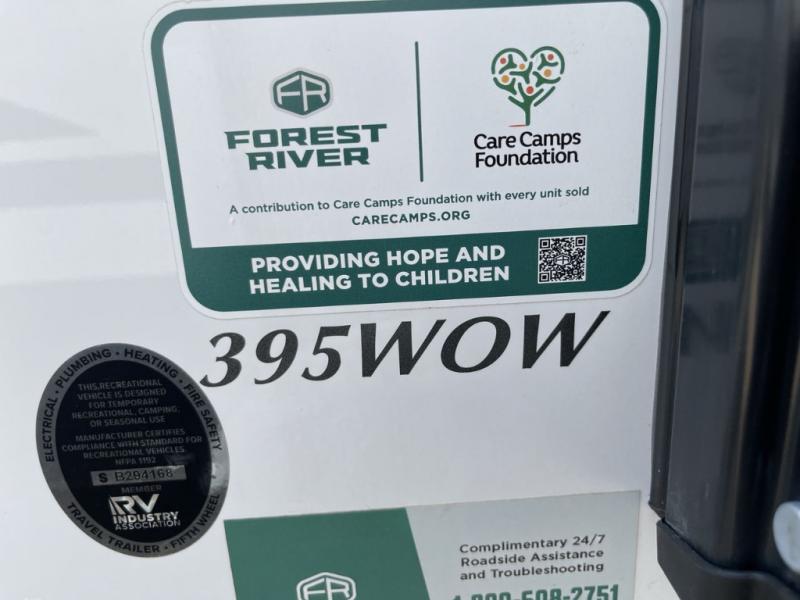 FR
FOREST
RIVER
Care Camps
Foundation
A contribution to Care Camps Foundation with every unit sold
CARECAMPS.ORG
PROVIDING HOPE AND
HEALING TO CHILDREN
395WOW
ELECTRICAL • PLUMBING • HEATING • FIRE SAFETY
THIS RECREATIONAL
VEHICLE IS DESIGNED
FOR TEMPORARY
RECREATIONAL, CAMPING,
OR SEASONAL USE
MANUFACTURER CERTIFIES
COMPLIANCE WITH STANDARD FOR
RECREATIONAL VEHICLES
NFPA 1192
S B294168
MEMBER
RV
INDUSTRY
ASSOCIATION
TRAVEL TRAILER • FIFTH WHEEL
FR
Complimentary 24/7
Roadside Assistance
and Troubleshooting